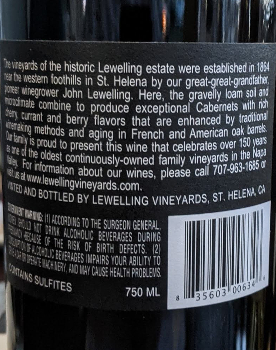 The vineyards of the historic Lewelling estate were established in 1864
near the western foothills in St. Helena by our great-great-grandfather,
pioneer winegrower John Lewelling. Here, the gravelly loam soil and
microclimate combine to produce exceptional Cabernets with rich
cherry, currant and berry flavors that are enhanced by traditional
winemaking methods and aging in French and American oak barrels.
Our family is proud to present this wine that celebrates over 150 years
as one of the oldest continuously-owned family vineyards in the Napa
Valley. For information about our wines, please call 707-963-1685 or
visit us at www.lewellingvineyards.com.
VINTED AND BOTTLED BY LEWELLING VINEYARDS, ST. HELENA, CA
GOVERNMENT WARNING: (1) ACCORDING TO THE SURGEON GENERAL,
WOMEN SHOULD NOT DRINK ALCOHOLIC BEVERAGES DURING
PREGNANCY BECAUSE OF THE RISK OF BIRTH DEFECTS. (2)
CONSUMPTION OF ALCOHOLIC BEVERAGES IMPAIRS YOUR ABILITY TO
DRIVE A CAR OR OPERATE MACHINERY, AND MAY CAUSE HEALTH PROBLEMS.
CONTAINS SULFITES
750 ML
8 35603 00634